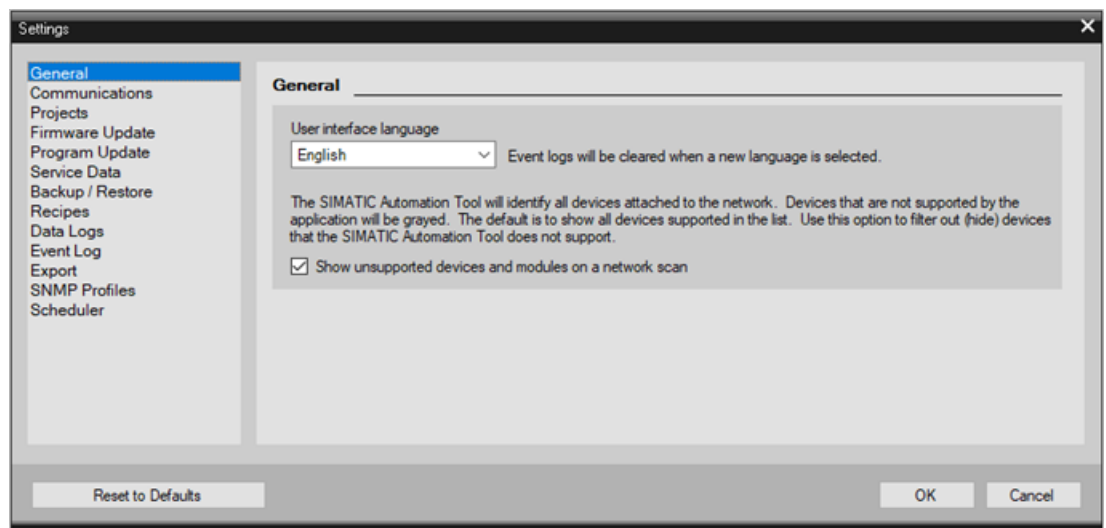 Settings
General
Communications
Projects
Firmware Update
Program Update
Service Data
Backup / Restore
Recipes
Data Logs
Event Log
Export
SNMP Profiles
Scheduler
General
User interface language
English
Event logs will be cleared when a new language is selected.
The SIMATIC Automation Tool will identify all devices attached to the network. Devices that are not supported by the
application will be grayed. The default is to show all devices supported in the list. Use this option to filter out (hide) devices
that the SIMATIC Automation Tool does not support.
Show unsupported devices and modules on a network scan
Reset to Defaults
OK
Cancel